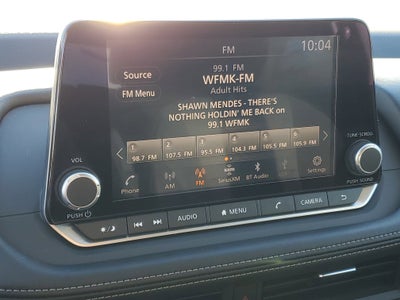 FM
10:04
Source
99.1 FM
WFMK-FM
FM Menu
Adult Hits
SHAWN MENDES - THERE'S
NOTHING HOLDIN' ME BACK on
99.1 WFMK
1 2 3 4 5 6
98.7 FM 107.5 FM 95.5 FM 104.3 FM 105.5 FM 105.9 FM
VOL
TUNE·SCROLL
Phone AM FM SiriusXM BT Audio Settings
PUSH
PUSH SOUND
AUDIO MENU CAMERA